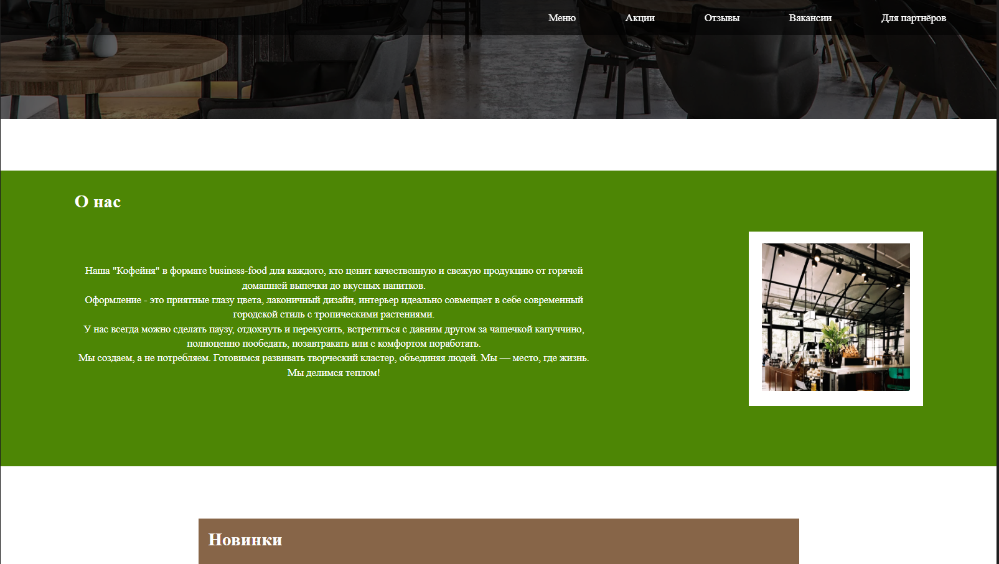 Меню Акции Отзывы Вакансии Для партнёров
О нас
Наша "Кофейня" в формате business-food для каждого, кто ценит качественную и свежую продукцию от горячей
домашней выпечки до вкусных напитков.
Оформление - это приятные глазу цвета, лаконичный дизайн, интерьер идеально совмещает в себе современный
городской стиль с тропическими растениями.
У нас всегда можно сделать паузу, отдохнуть и перекусить, встретиться с давним другом за чашечкой капуччино,
полноценно пообедать, позавтракать или с комфортом поработать.
Мы создаем, а не потребляем. Готовимся развивать творческий кластер, объединяя людей. Мы — место, где жизнь.
Мы делимся теплом!
Новинки